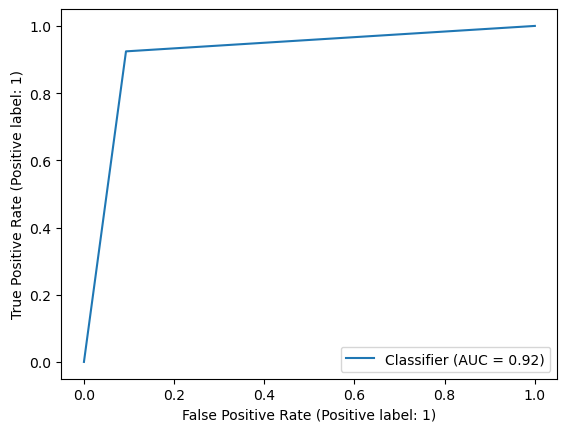 1.0
0.8
0.6
0.4
0.2
0.0
True Positive Rate (Positive label: 1)
Classifier (AUC = 0.92)
0.0 0.2 0.4 0.6 0.8 1.0
False Positive Rate (Positive label: 1)